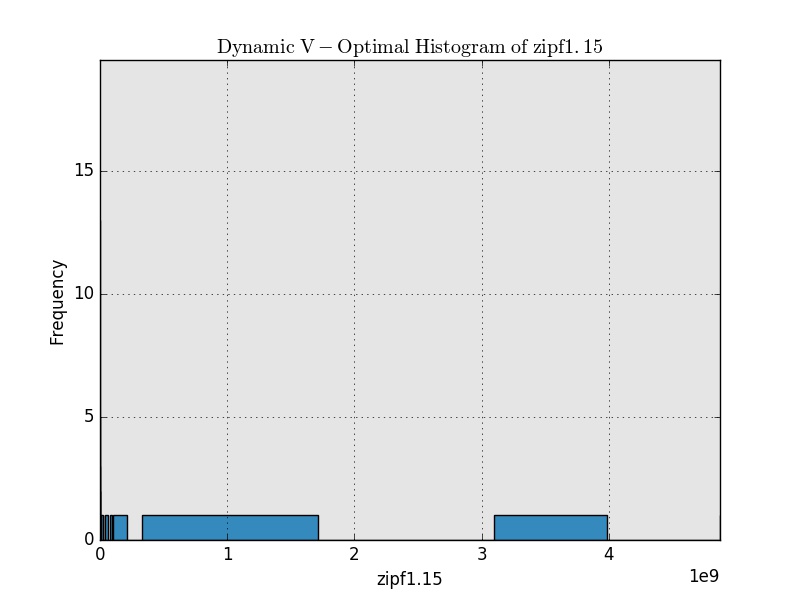 Dynamic V − Optimal Histogram of zipf1.15
15
10
5
0
Frequency
0 1 2 3 4
1e9
zipf1.15